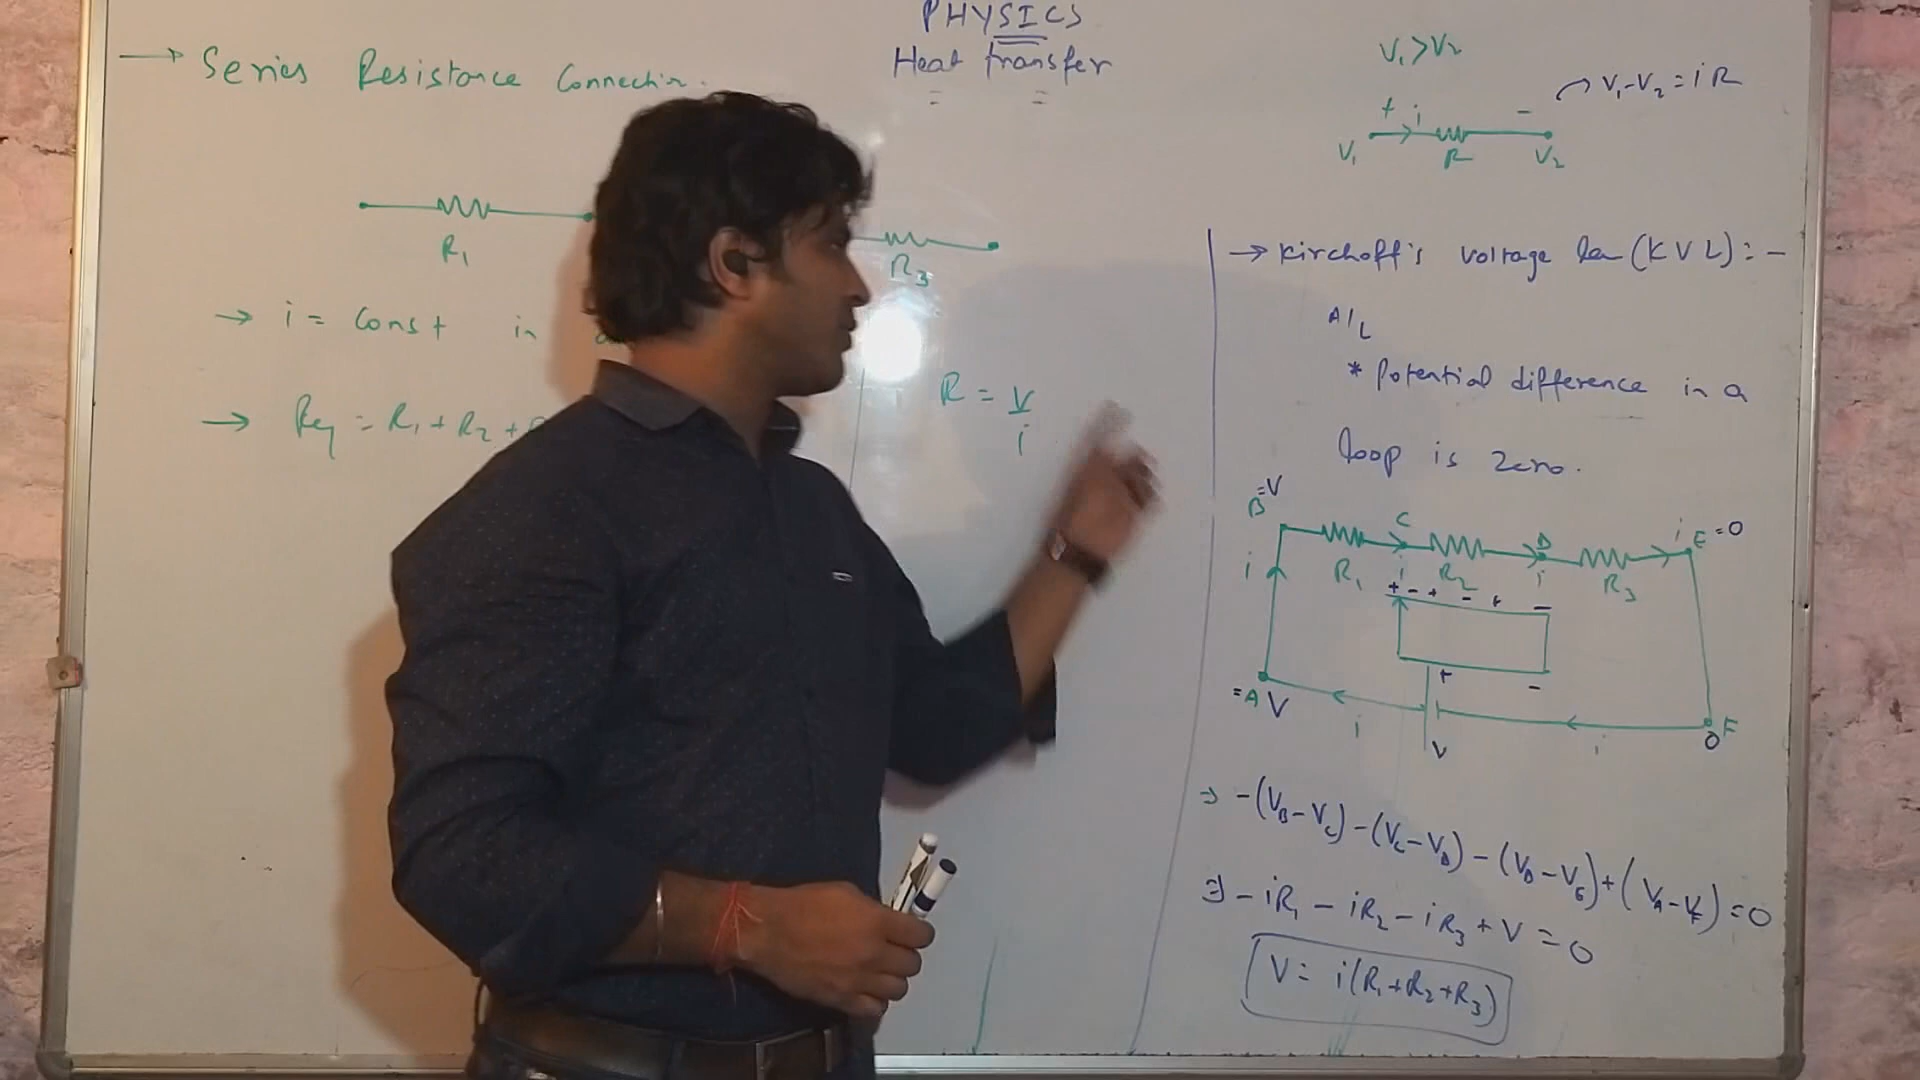 PHYSICS
Heat transfer
→ Series Resistance Connectin.
R₁
R₃
→ i = Const in
→ Req = R₁ + R₂ +
R = V/i
V₁ > V₂
V₁-V₂ = iR
+ i -
V₁ R V₂
→ Kirchoff's voltage law (KVL) : -
A/L
* Potential difference in a
loop is zero.
B =V C D i E =0
i R₁ i R₂ i R₃
+ - + - + -
+ -
=A V i V i F 0
⇒ -(V_B-V_C) -(V_C-V_D) - (V_D-V_E)+(V_A-V_F)=0
⇒ - iR₁ - iR₂ - iR₃ + V = 0
V = i(R₁+R₂+R₃)